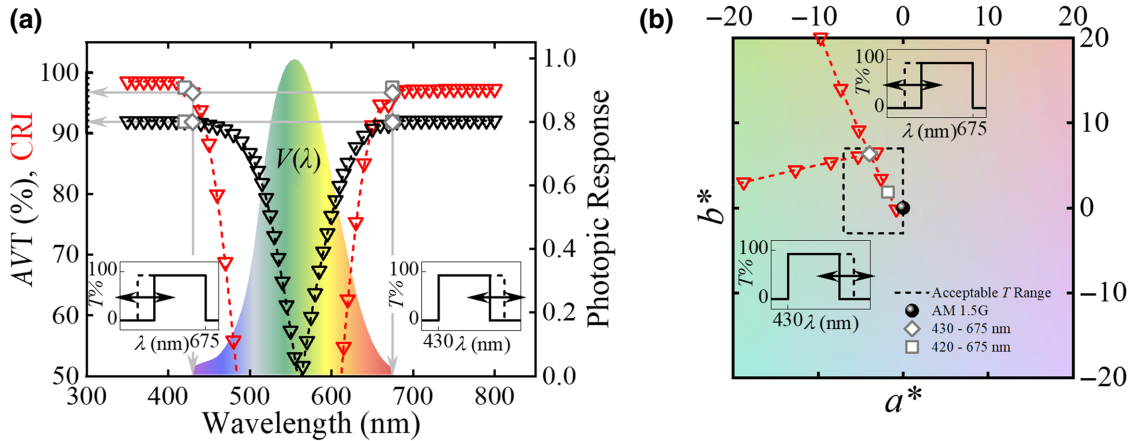 (a)
AVT (%), CRI
100
90
80
70
60
50
300
400
500
600
700
800
Wavelength (nm)
1.0
0.8
0.6
0.4
0.2
0.0
Photopic Response
V(λ)
100
T%
0
λ (nm) 675
100
T%
0
430 λ (nm)
(b)
−20
−10
0
10
20
20
10
0
−10
−20
b*
a*
100
T%
0
λ (nm) 675
100
T%
0
430 λ (nm)
Acceptable T Range
AM 1.5G
430 - 675 nm
420 - 675 nm